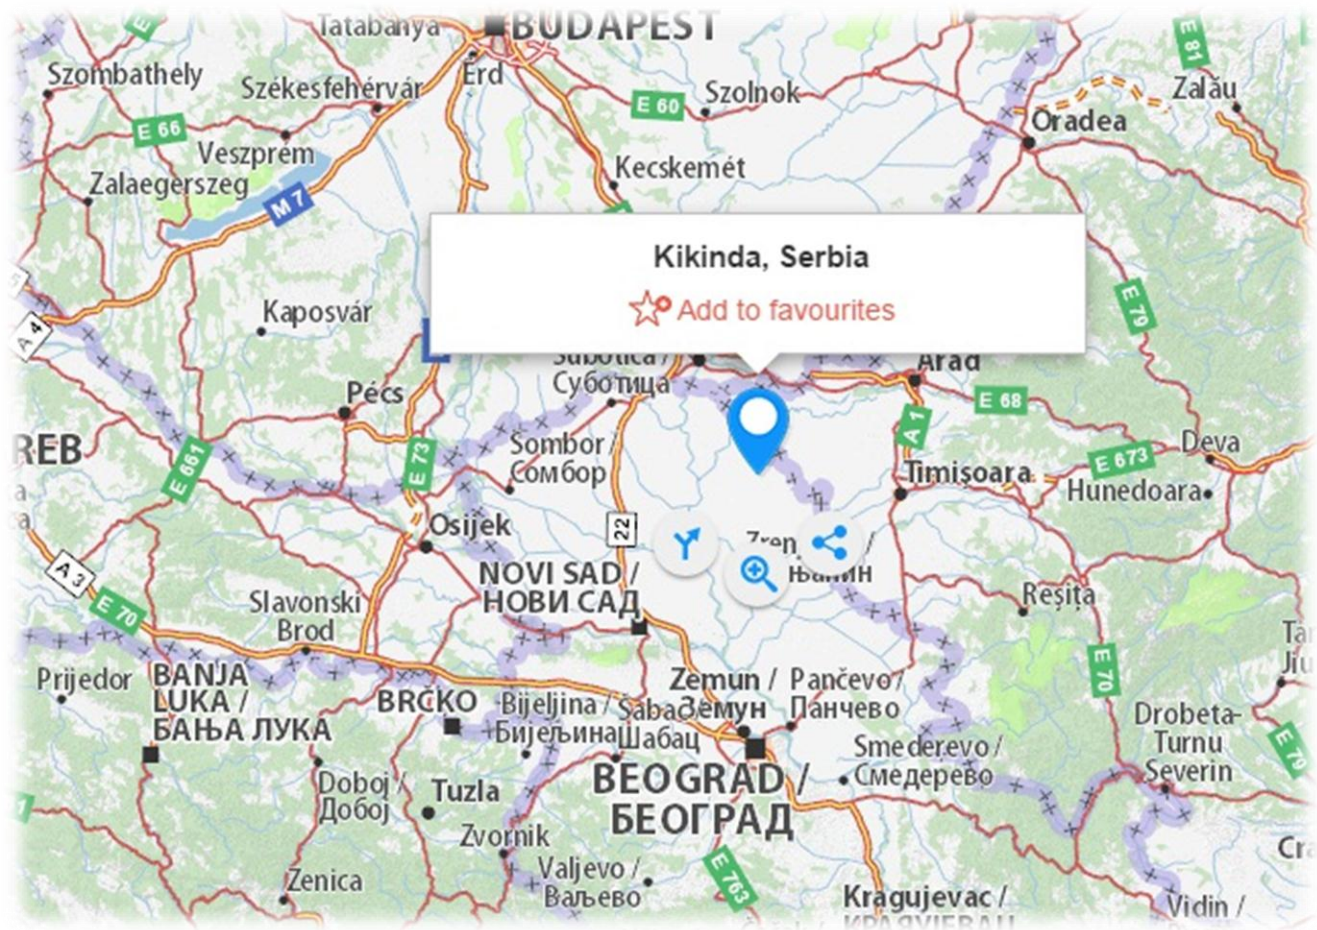 Tatabánya
BUDAPEST
E 81
Szombathely
Székesfehérvár
Érd
E 60
Szolnok
Zalău
E 66
Veszprém
Oradea
Zalaegerszeg
Kecskemét
M 7
Kikinda, Serbia
Add to favourites
Kaposvár
E 79
A 4
Subotica /
Суботица
Arad
Pécs
E 68
A 1
REB
E 661
E 73
Sombor /
Сомбор
Deva
E 673
Timișoara
Hunedoara
Osijek
22
A 3
NOVI SAD /
НОВИ САД
E 70
Slavonski
Brod
Reșița
Prijedor
BANJA
LUKA /
БАЊА ЛУКА
BRČKO
Bijeljina /
Бијељина
Šabac
Шабац
Zemun /
Земун
Pančevo /
Панчево
E 70
Drobeta-
Turnu
Severin
E 79
Smederevo /
Смедерево
BEOGRAD /
БЕОГРАД
Doboj /
Добој
Tuzla
Zvornik
Valjevo /
Ваљево
E 763
Zenica
Kragujevac /
КРАГУЈЕВАЦ
Vidin /